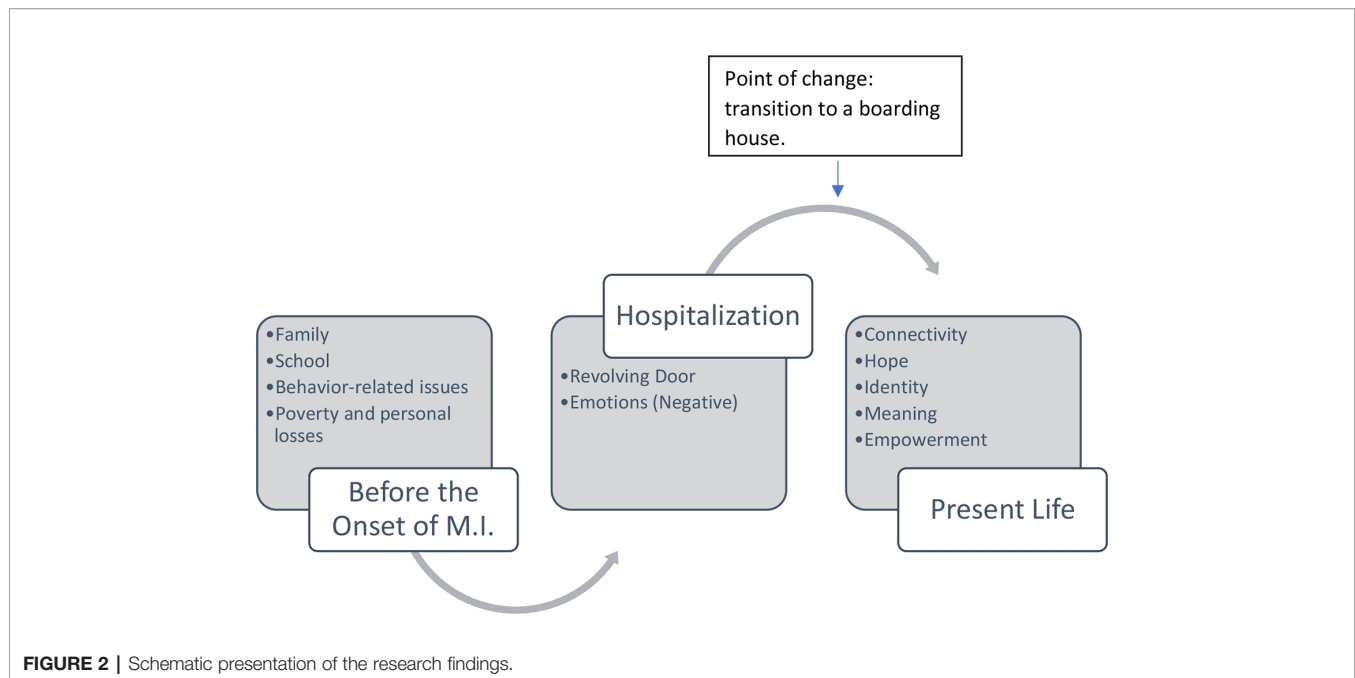 Point of change:
transition to a boarding
house.
•Family
•School
•Behavior-related issues
•Poverty and personal
losses
Before the
Onset of M.I.
Hospitalization
•Revolving Door
•Emotions (Negative)
•Connectivity
•Hope
•Identity
•Meaning
•Empowerment
Present Life
FIGURE 2 | Schematic presentation of the research findings.